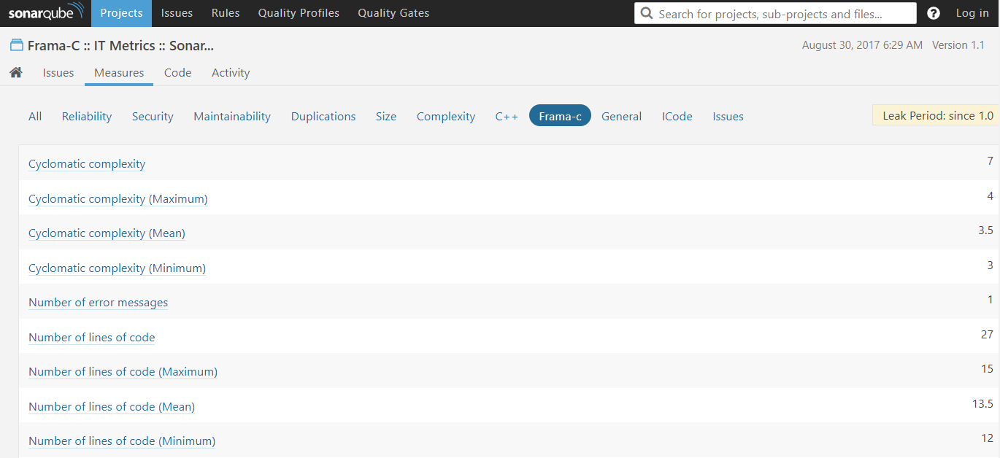 sonarqube Projects Issues Rules Quality Profiles Quality Gates Search for projects, sub-projects and files... ? Log in
Frama-C :: IT Metrics :: Sonar... August 30, 2017 6:29 AM Version 1.1
Issues Measures Code Activity
All Reliability Security Maintainability Duplications Size Complexity C++ Frama-c General ICode Issues Leak Period: since 1.0
Cyclomatic complexity 7
Cyclomatic complexity (Maximum) 4
Cyclomatic complexity (Mean) 3.5
Cyclomatic complexity (Minimum) 3
Number of error messages 1
Number of lines of code 27
Number of lines of code (Maximum) 15
Number of lines of code (Mean) 13.5
Number of lines of code (Minimum) 12